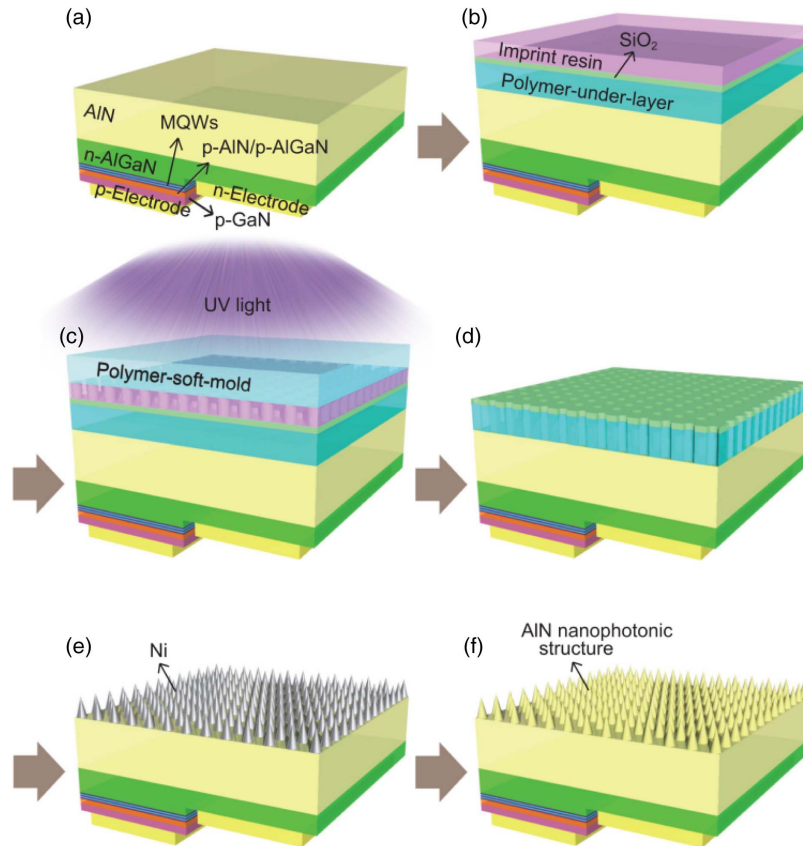 (a)
AlN
MQWs
p-AlN/p-AlGaN
n-AlGaN
p-Electrode
n-Electrode
p-GaN
(b)
SiO₂
Imprint resin
Polymer-under-layer
UV light
(c)
Polymer-soft-mold
(d)
(e)
Ni
(f)
AlN nanophotonic
structure